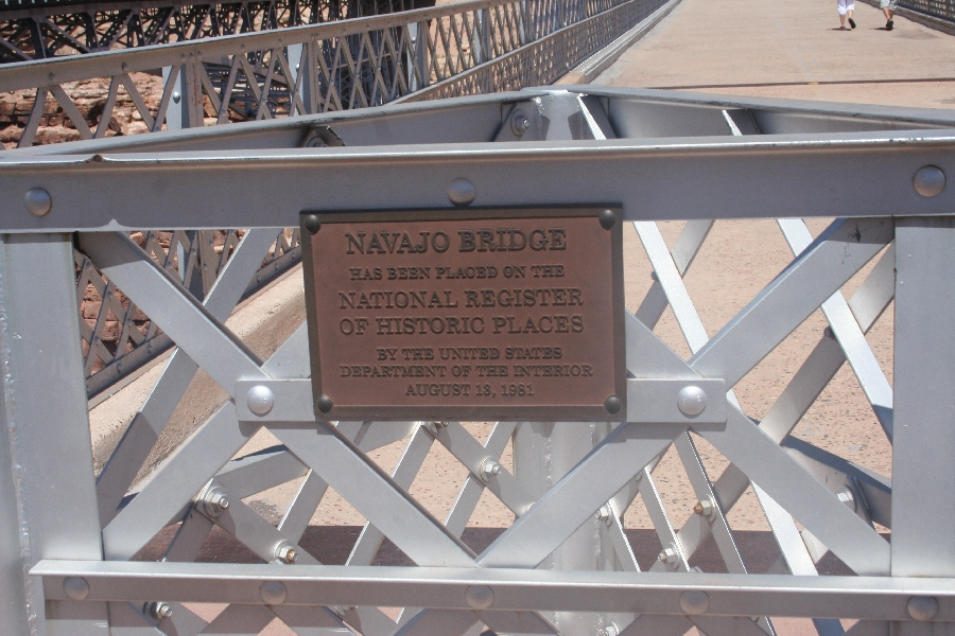 NAVAJO BRIDGE
HAS BEEN PLACED ON THE
NATIONAL REGISTER
OF HISTORIC PLACES
BY THE UNITED STATES
DEPARTMENT OF THE INTERIOR
AUGUST 13, 1981